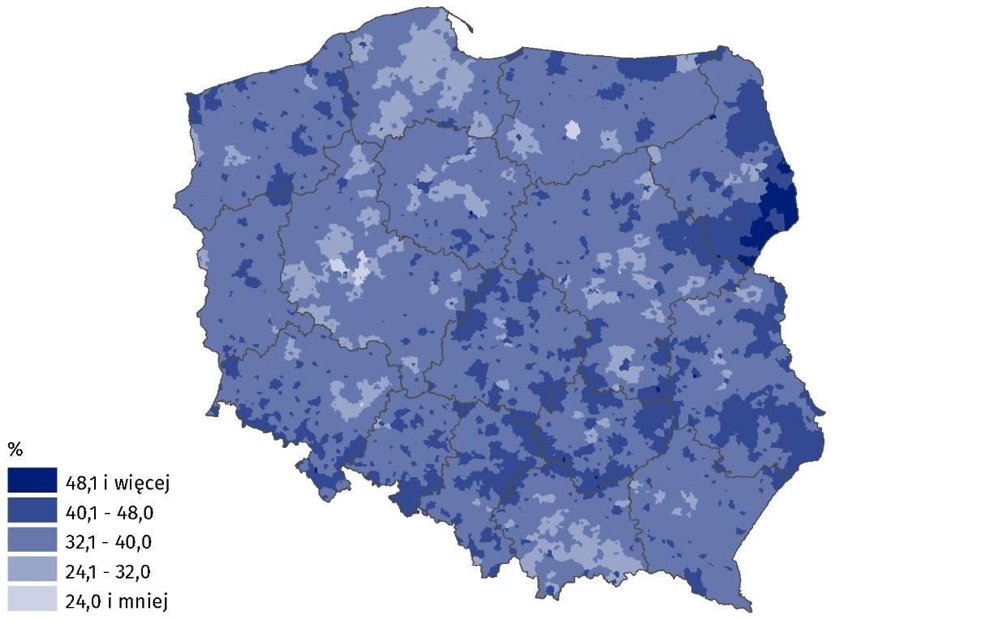 %
48,1 i więcej
40,1 - 48,0
32,1 - 40,0
24,1 - 32,0
24,0 i mniej